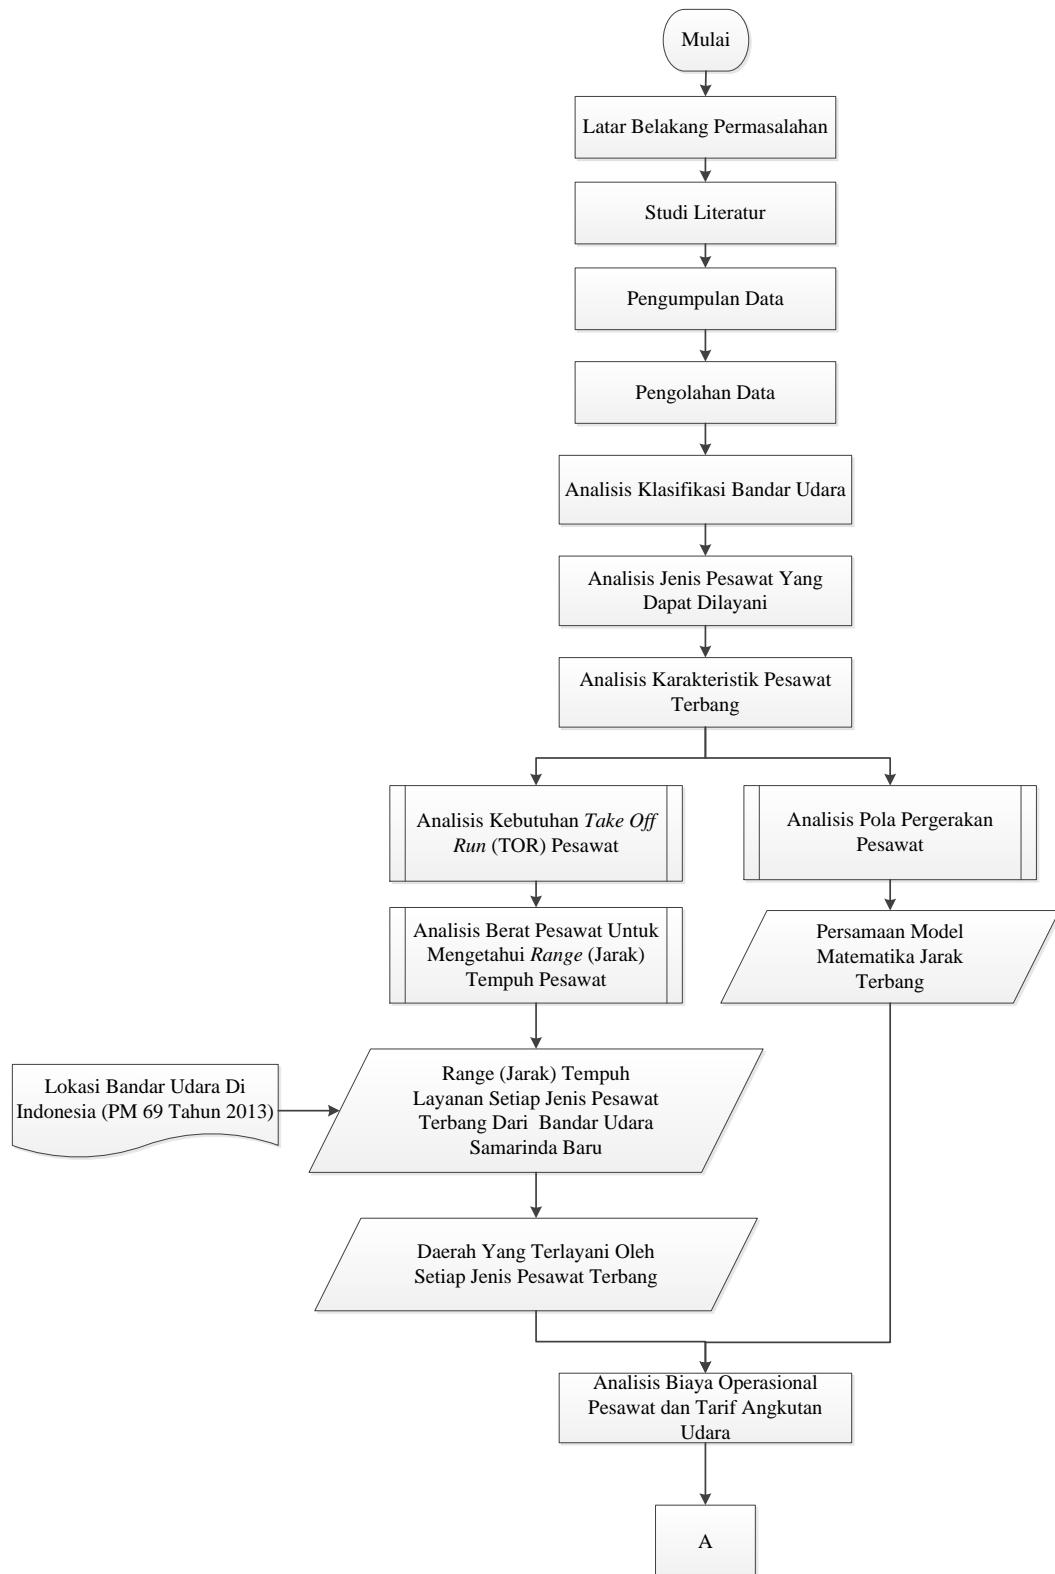 Mulai
Latar Belakang Permasalahan
Studi Literatur
Pengumpulan Data
Pengolahan Data
Analisis Klasifikasi Bandar Udara
Analisis Jenis Pesawat Yang
Dapat Dilayani
Analisis Karakteristik Pesawat
Terbang
Analisis Kebutuhan Take Off
Run (TOR) Pesawat
Analisis Pola Pergerakan
Pesawat
Analisis Berat Pesawat Untuk
Mengetahui Range (Jarak)
Tempuh Pesawat
Persamaan Model
Matematika Jarak
Terbang
Lokasi Bandar Udara Di
Indonesia (PM 69 Tahun 2013)
Range (Jarak) Tempuh
Layanan Setiap Jenis Pesawat
Terbang Dari Bandar Udara
Samarinda Baru
Daerah Yang Terlayani Oleh
Setiap Jenis Pesawat Terbang
Analisis Biaya Operasional
Pesawat dan Tarif Angkutan
Udara
A